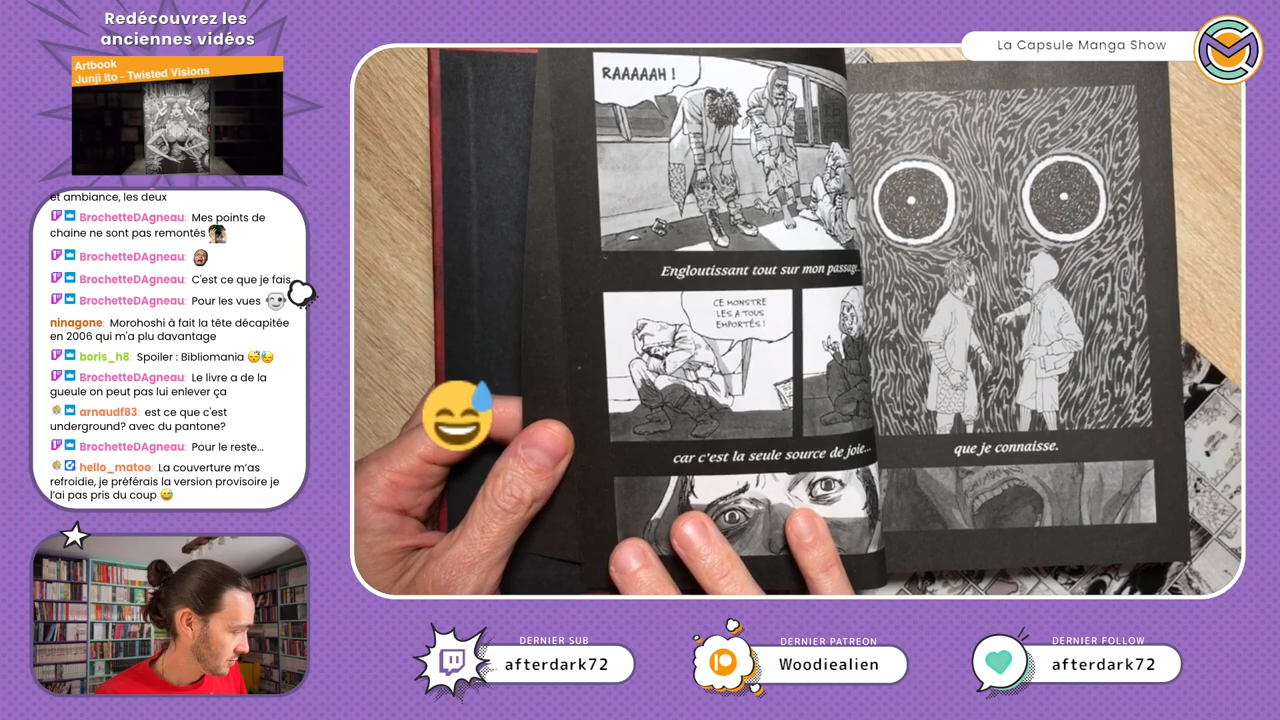 Redécouvrez les
anciennes vidéos
Artbook
Junji Ito - Twisted Visions
et ambiance, les deux
BrochetteDAgneau: Mes points de
chaine ne sont pas remontés
BrochetteDAgneau:
BrochetteDAgneau: C'est ce que je fais
BrochetteDAgneau: Pour les vues
ninagone: Morohoshi à fait la tête décapitée
en 2006 qui m'a plu davantage
boris_h8: Spoiler : Bibliomania 😴😓
BrochetteDAgneau: Le livre a de la
gueule on peut pas lui enlever ça
arnaudf83: est ce que c'est
underground? avec du pantone?
BrochetteDAgneau: Pour le reste...
hello_matoo: La couverture m'as
refroidie, je préférais la version provisoire je
l'ai pas pris du coup 😅
La Capsule Manga Show
RAAAAAH !
Engloutissant tout sur mon passage...
CE MONSTRE
LES A TOUS
EMPORTÉS !
car c'est la seule source de joie...
que je connaisse.
DERNIER SUB
afterdark72
DERNIER PATREON
Woodiealien
DERNIER FOLLOW
afterdark72